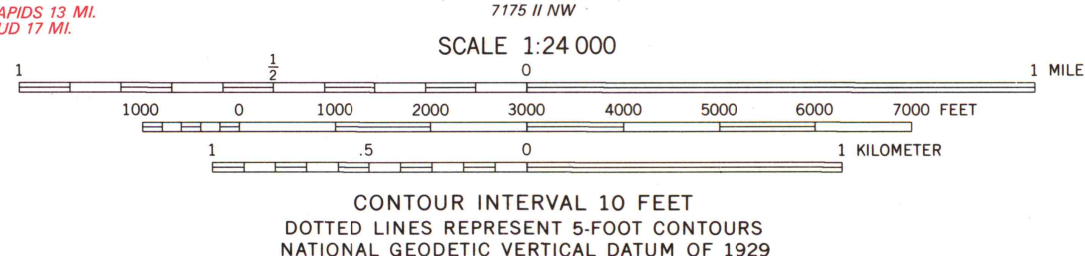 APIDS 13 MI.
UD 17 MI.
7175 II NW
SCALE 1:24 000
1 1/2 0 1 MILE
1000 0 1000 2000 3000 4000 5000 6000 7000 FEET
1 .5 0 1 KILOMETER
CONTOUR INTERVAL 10 FEET
DOTTED LINES REPRESENT 5-FOOT CONTOURS
NATIONAL GEODETIC VERTICAL DATUM OF 1929